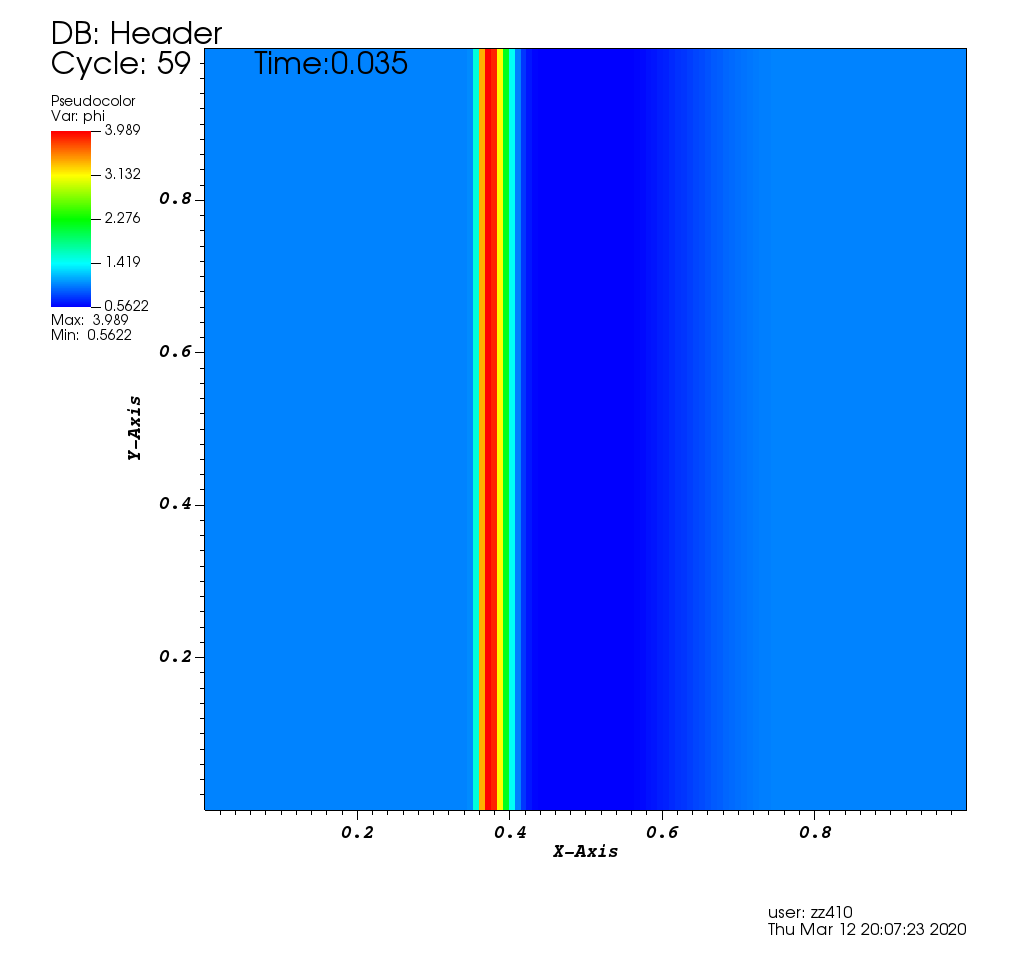 DB: Header
Cycle: 59 Time:0.035
Pseudocolor
Var: phi
3.989
3.132
2.276
1.419
0.5622
Max: 3.989
Min: 0.5622
0.8
0.6
0.4
0.2
Y-Axis
0.2 0.4 0.6 0.8
X-Axis
user: zz410
Thu Mar 12 20:07:23 2020